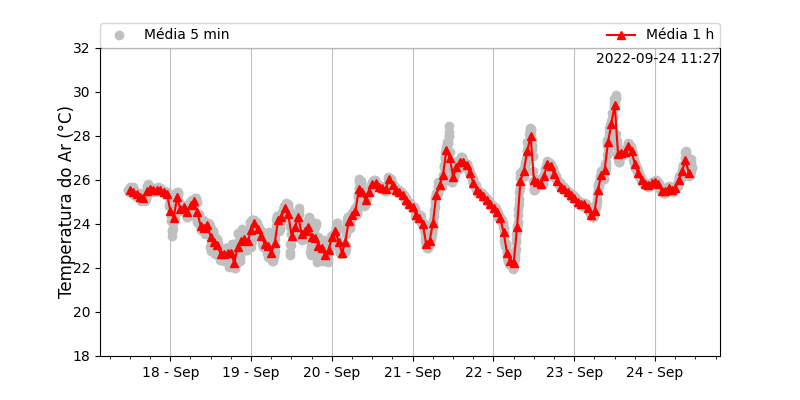 Média 5 min
Média 1 h
2022-09-24 11:27
Temperatura do Ar (°C)
32
30
28
26
24
22
20
18
18 - Sep
19 - Sep
20 - Sep
21 - Sep
22 - Sep
23 - Sep
24 - Sep